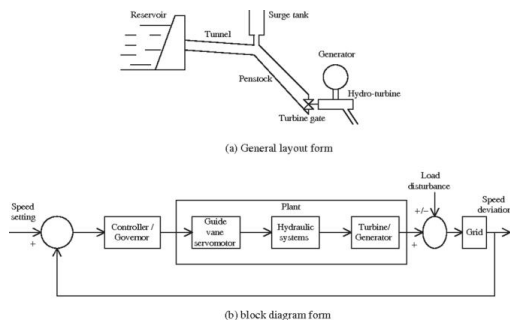 Reservoir
Surge tank
Tunnel
Generator
Penstock
Hydro-turbine
Turbine gate
(a) General layout form
Load
disturbance
Plant
Speed
setting
+/−
Speed
deviation
+
Controller /
Governor
Guide
vane
servomotor
Hydraulic
systems
Turbine/
Generator
+
Grid
(b) block diagram form